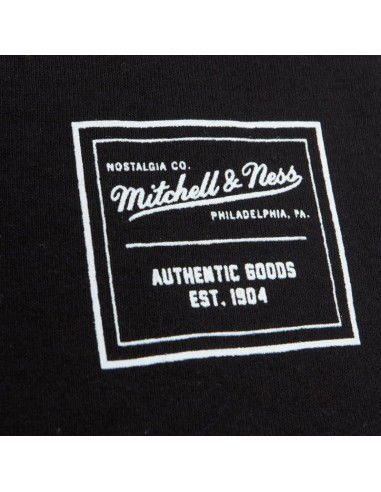 NOSTALGIA CO.
Mitchell & Ness
PHILADELPHIA, PA.
AUTHENTIC GOODS
EST. 1904